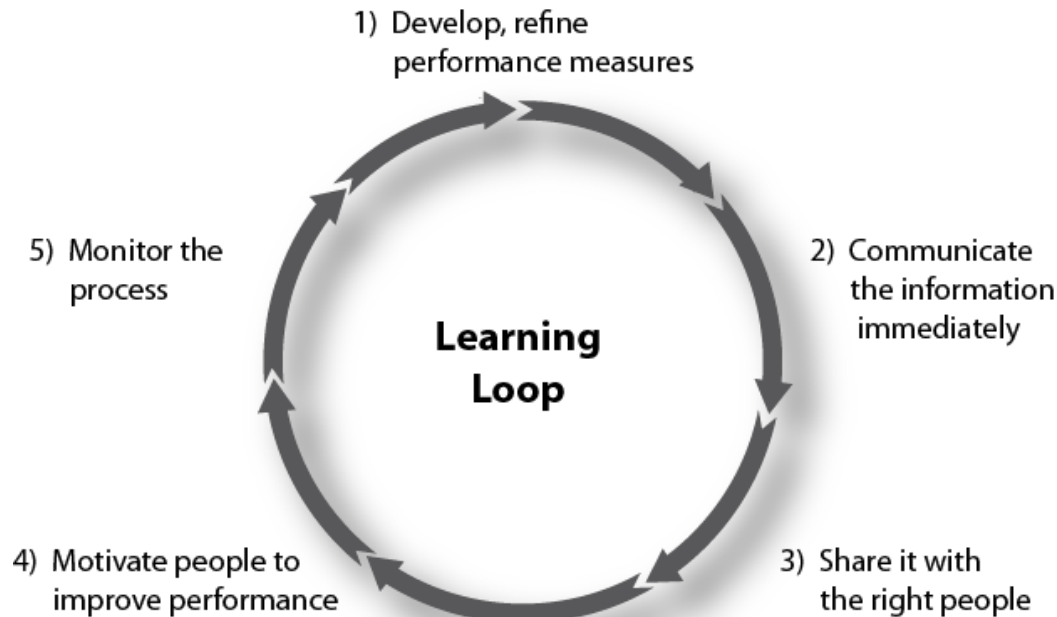 1) Develop, refine
performance measures
2) Communicate
the information
immediately
3) Share it with
the right people
4) Motivate people to
improve performance
5) Monitor the
process
Learning
Loop